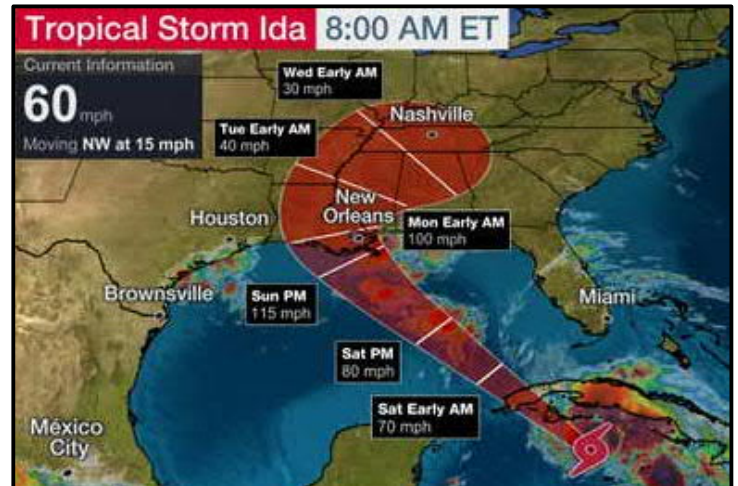 Tropical Storm Ida 8:00 AM ET
Current Information
60 mph
Moving NW at 15 mph
Wed Early AM
30 mph
Nashville
Tue Early AM
40 mph
New
Orleans
Houston
Mon Early AM
100 mph
Brownsville
Sun PM
115 mph
Miami
Sat PM
80 mph
Sat Early AM
70 mph
México
City